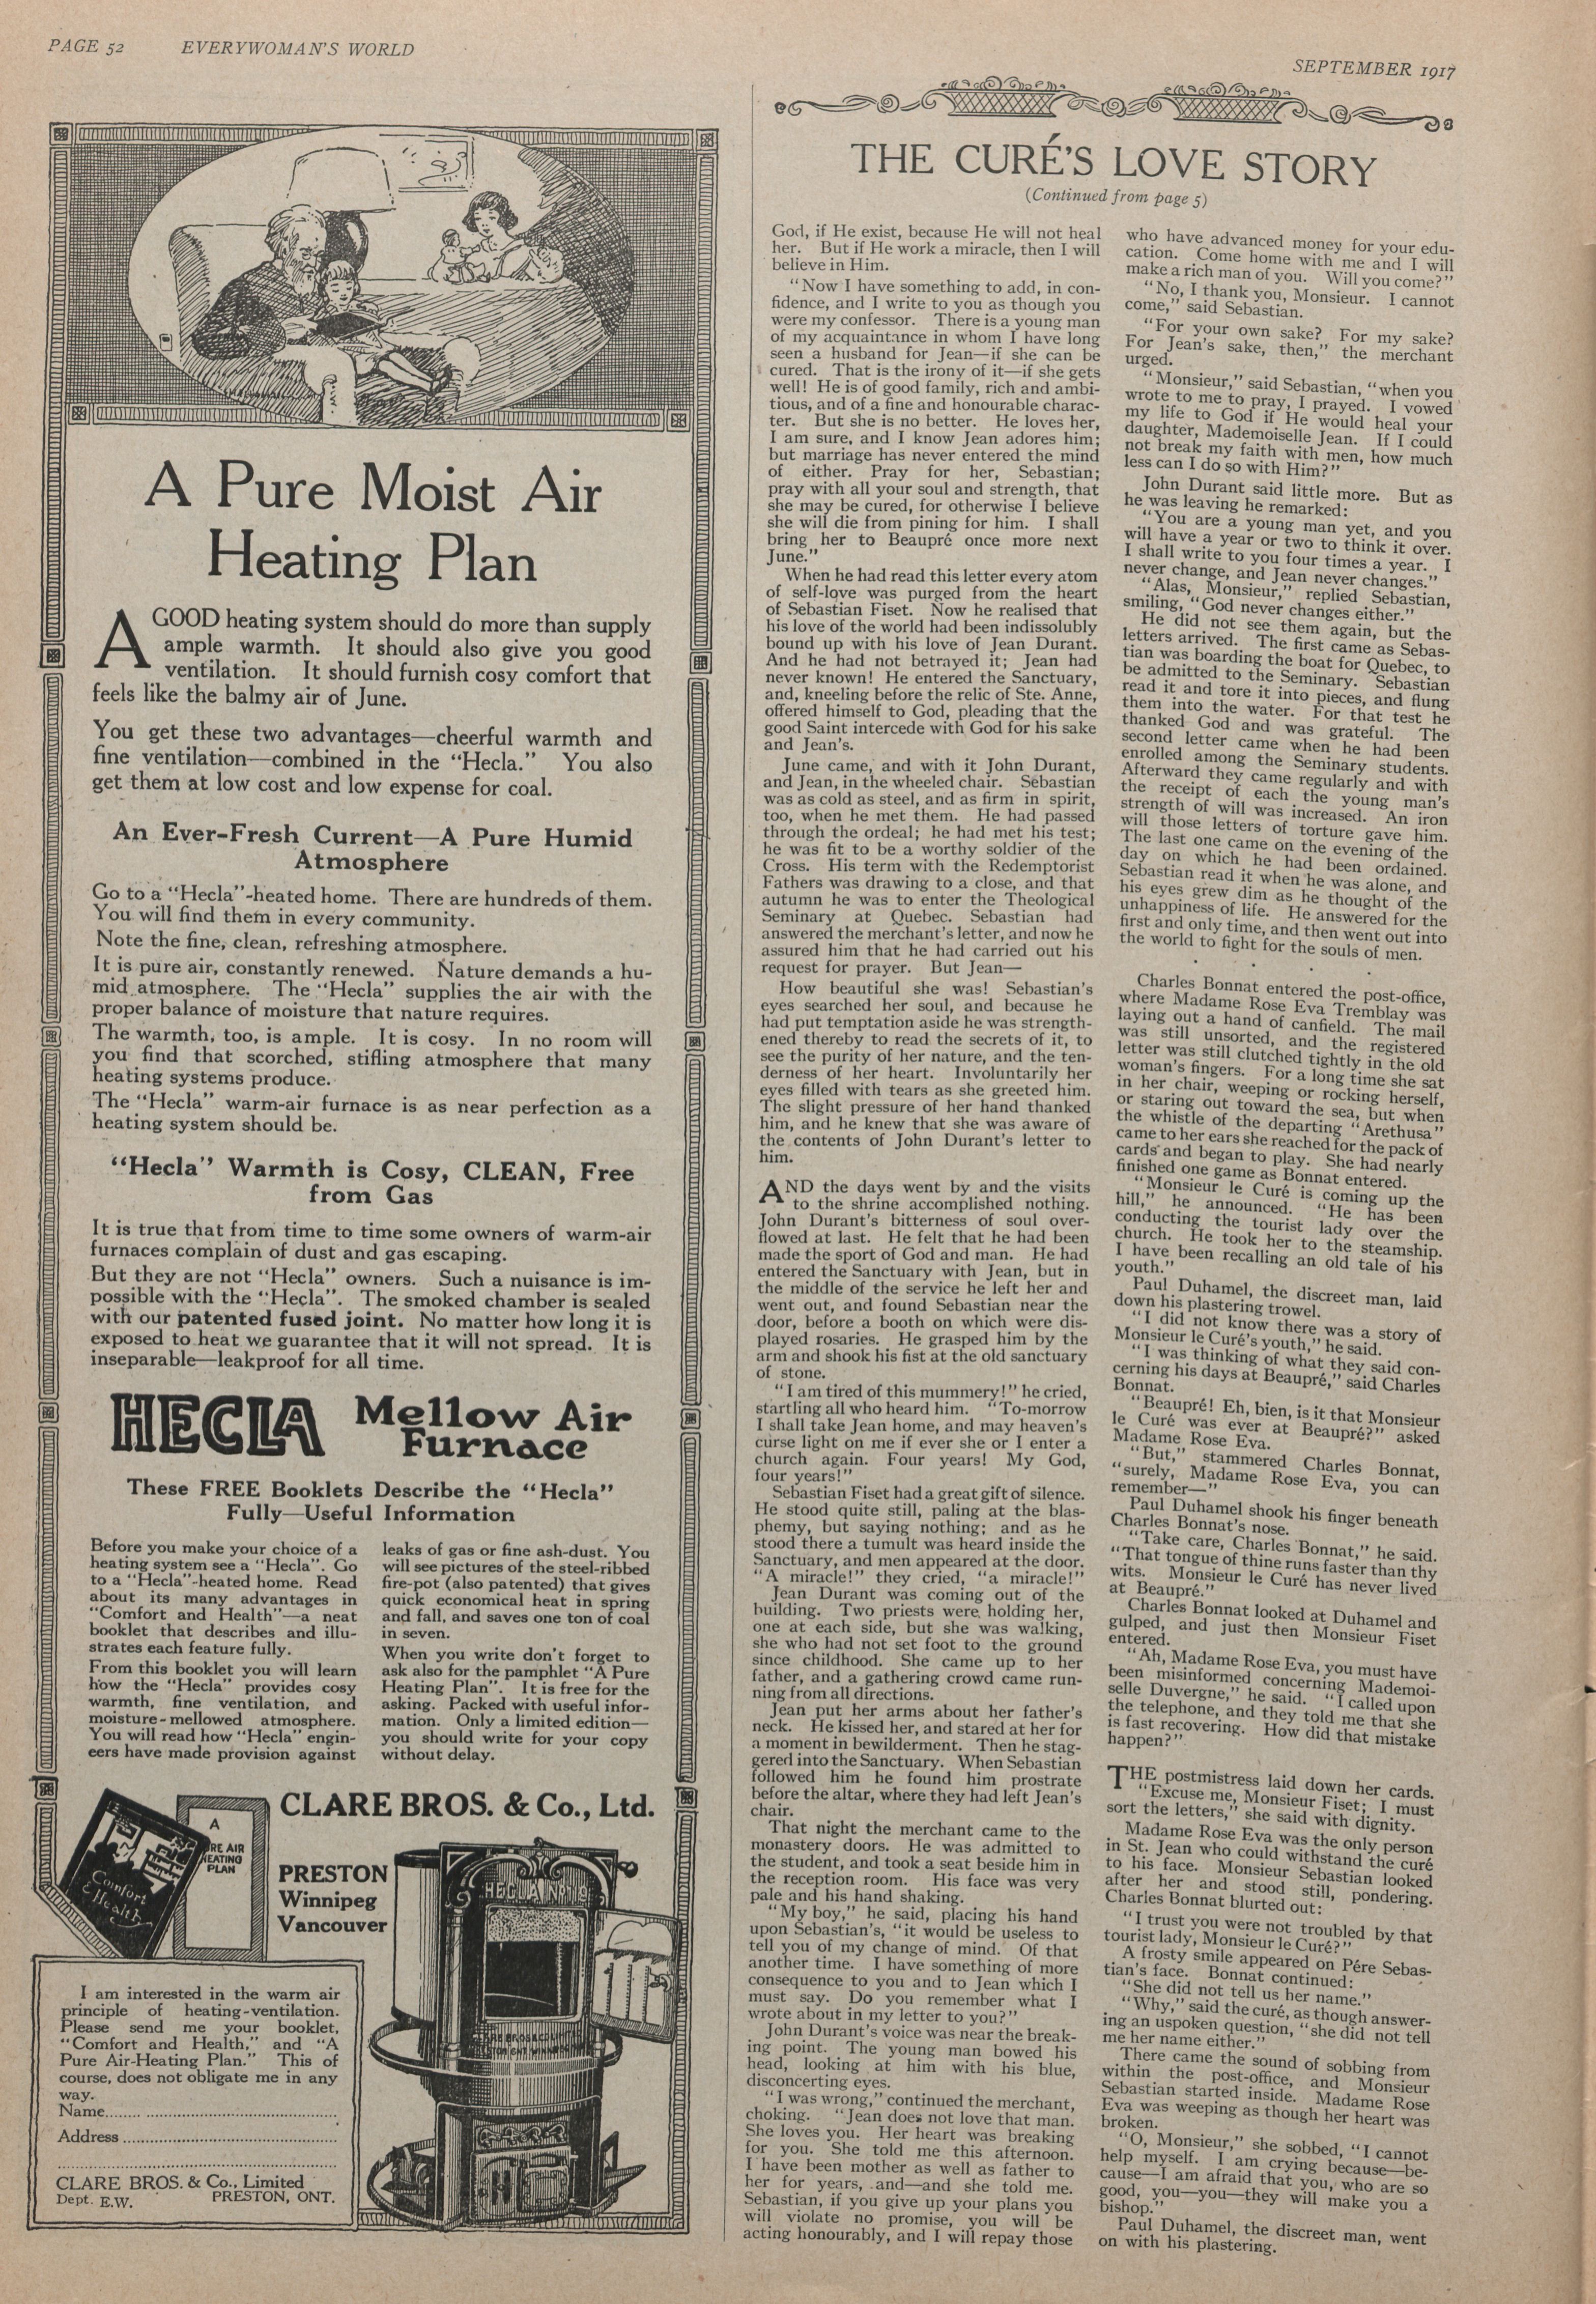 PAGE 52 EVERYWOMAN'S WORLD
SEPTEMBER 1917
A Pure Moist Air
Heating Plan
A GOOD heating system should do more than supply
ample warmth. It should also give you good
ventilation. It should furnish cosy comfort that
feels like the balmy air of June.
You get these two advantages—cheerful warmth and
fine ventilation—combined in the "Hecla." You also
get them at low cost and low expense for coal.
An Ever-Fresh Current—A Pure Humid
Atmosphere
Go to a "Hecla"-heated home. There are hundreds of them.
You will find them in every community.
Note the fine, clean, refreshing atmosphere.
It is pure air, constantly renewed. Nature demands a hu-
mid atmosphere. The "Hecla" supplies the air with the
proper balance of moisture that nature requires.
The warmth, too, is ample. It is cosy. In no room will
you find that scorched, stifling atmosphere that many
heating systems produce.
The "Hecla" warm-air furnace is as near perfection as a
heating system should be.
"Hecla" Warmth is Cosy, CLEAN, Free
from Gas
It is true that from time to time some owners of warm-air
furnaces complain of dust and gas escaping.
But they are not "Hecla" owners. Such a nuisance is im-
possible with the "Hecla". The smoked chamber is sealed
with our patented fused joint. No matter how long it is
exposed to heat we guarantee that it will not spread. It is
inseparable—leakproof for all time.
HECLA Mellow Air
Furnace
These FREE Booklets Describe the "Hecla"
Fully—Useful Information
Before you make your choice of a
heating system see a "Hecla". Go
to a "Hecla"-heated home. Read
about its many advantages in
"Comfort and Health"—a neat
booklet that describes and illu-
strates each feature fully.
From this booklet you will learn
how the "Hecla" provides cosy
warmth, fine ventilation, and
moisture-mellowed atmosphere.
You will read how "Hecla" engin-
eers have made provision against
leaks of gas or fine ash-dust. You
will see pictures of the steel-ribbed
fire-pot (also patented) that gives
quick economical heat in spring
and fall, and saves one ton of coal
in seven.
When you write don't forget to
ask also for the pamphlet "A Pure
Heating Plan". It is free for the
asking. Packed with useful infor-
mation. Only a limited edition—
you should write for your copy
without delay.
CLARE BROS. & Co., Ltd.
PRESTON
Winnipeg
Vancouver
A
RE AIR
EATING
PLAN
Comfort
& Health
HECLA No
I am interested in the warm air
principle of heating-ventilation.
Please send me your booklet,
"Comfort and Health," and "A
Pure Air-Heating Plan." This of
course, does not obligate me in any
way.
Name
Address
CLARE BROS. & Co., Limited
Dept. E.W. PRESTON, ONT.
THE CURÉ'S LOVE STORY
(Continued from page 5)
God, if He exist, because He will not heal
her. But if He work a miracle, then I will
believe in Him.
"Now I have something to add, in con-
fidence, and I write to you as though you
were my confessor. There is a young man
of my acquaintance in whom I have long
seen a husband for Jean—if she can be
cured. That is the irony of it—if she gets
well! He is of good family, rich and ambi-
tious, and of a fine and honourable charac-
ter. But she is no better. He loves her,
I am sure, and I know Jean adores him;
but marriage has never entered the mind
of either. Pray for her, Sebastian;
pray with all your soul and strength, that
she may be cured, for otherwise I believe
she will die from pining for him. I shall
bring her to Beaupré once more next
June."
When he had read this letter every atom
of self-love was purged from the heart
of Sebastian Fiset. Now he realised that
his love of the world had been indissolubly
bound up with his love of Jean Durant.
And he had not betrayed it; Jean had
never known! He entered the Sanctuary,
and, kneeling before the relic of Ste. Anne,
offered himself to God, pleading that the
good Saint intercede with God for his sake
and Jean's.
June came, and with it John Durant,
and Jean, in the wheeled chair. Sebastian
was as cold as steel, and as firm in spirit,
too, when he met them. He had passed
through the ordeal; he had met his test;
he was fit to be a worthy soldier of the
Cross. His term with the Redemptorist
Fathers was drawing to a close, and that
autumn he was to enter the Theological
Seminary at Quebec. Sebastian had
answered the merchant's letter, and now he
assured him that he had carried out his
request for prayer. But Jean—
How beautiful she was! Sebastian's
eyes searched her soul, and because he
had put temptation aside he was strength-
ened thereby to read the secrets of it, to
see the purity of her nature, and the ten-
derness of her heart. Involuntarily her
eyes filled with tears as she greeted him.
The slight pressure of her hand thanked
him, and he knew that she was aware of
the contents of John Durant's letter to
him.
AND the days went by and the visits
to the shrine accomplished nothing.
John Durant's bitterness of soul over-
flowed at last. He felt that he had been
made the sport of God and man. He had
entered the Sanctuary with Jean, but in
the middle of the service he left her and
went out, and found Sebastian near the
door, before a booth on which were dis-
played rosaries. He grasped him by the
arm and shook his fist at the old sanctuary
of stone.
"I am tired of this mummery!" he cried,
startling all who heard him. "To-morrow
I shall take Jean home, and may heaven's
curse light on me if ever she or I enter a
church again. Four years! My God,
four years!"
Sebastian Fiset had a great gift of silence.
He stood quite still, paling at the blas-
phemy, but saying nothing; and as he
stood there a tumult was heard inside the
Sanctuary, and men appeared at the door.
"A miracle!" they cried, "a miracle!"
Jean Durant was coming out of the
building. Two priests were holding her,
one at each side, but she was walking,
she who had not set foot to the ground
since childhood. She came up to her
father, and a gathering crowd came run-
ning from all directions.
Jean put her arms about her father's
neck. He kissed her, and stared at her for
a moment in bewilderment. Then he stag-
gered into the Sanctuary. When Sebastian
followed him he found him prostrate
before the altar, where they had left Jean's
chair.
That night the merchant came to the
monastery doors. He was admitted to
the student, and took a seat beside him in
the reception room. His face was very
pale and his hand shaking.
"My boy," he said, placing his hand
upon Sebastian's, "it would be useless to
tell you of my change of mind. Of that
another time. I have something of more
consequence to you and to Jean which I
must say. Do you remember what I
wrote about in my letter to you?"
John Durant's voice was near the break-
ing point. The young man bowed his
head, looking at him with his blue,
disconcerting eyes.
"I was wrong," continued the merchant,
choking. "Jean does not love that man.
She loves you. Her heart was breaking
for you. She told me this afternoon.
I have been mother as well as father to
her for years, and—and she told me.
Sebastian, if you give up your plans you
will violate no promise, you will be
acting honourably, and I will repay those
who have advanced money for your edu-
cation. Come home with me and I will
make a rich man of you. Will you come?"
"No, I thank you, Monsieur. I cannot
come," said Sebastian.
"For your own sake? For my sake?
For Jean's sake, then," the merchant
urged.
"Monsieur," said Sebastian, "when you
wrote to me to pray, I prayed. I vowed
my life to God if He would heal your
daughter, Mademoiselle Jean. If I could
not break my faith with men, how much
less can I do so with Him?"
John Durant said little more. But as
he was leaving he remarked:
"You are a young man yet, and you
will have a year or two to think it over.
I shall write to you four times a year. I
never change, and Jean never changes."
"Alas, Monsieur," replied Sebastian,
smiling, "God never changes either."
He did not see them again, but the
letters arrived. The first came as Sebas-
tian was boarding the boat for Quebec, to
be admitted to the Seminary. Sebastian
read it and tore it into pieces, and flung
them into the water. For that test he
thanked God and was grateful. The
second letter came when he had been
enrolled among the Seminary students.
Afterward they came regularly and with
the receipt of each the young man's
strength of will was increased. An iron
will those letters of torture gave him.
The last one came on the evening of the
day on which he had been ordained.
Sebastian read it when he was alone, and
his eyes grew dim as he thought of the
unhappiness of life. He answered for the
first and only time, and then went out into
the world to fight for the souls of men.
. . .
Charles Bonnat entered the post-office,
where Madame Rose Eva Tremblay was
laying out a hand of canfield. The mail
was still unsorted, and the registered
letter was still clutched tightly in the old
woman's fingers. For a long time she sat
in her chair, weeping or rocking herself,
or staring out toward the sea, but when
the whistle of the departing "Arethusa"
came to her ears she reached for the pack of
cards and began to play. She had nearly
finished one game as Bonnat entered.
"Monsieur le Curé is coming up the
hill," he announced. "He has been
conducting the tourist lady over the
church. He took her to the steamship.
I have been recalling an old tale of his
youth."
Paul Duhamel, the discreet man, laid
down his plastering trowel.
"I did not know there was a story of
Monsieur le Curé's youth," he said.
"I was thinking of what they said con-
cerning his days at Beaupré," said Charles
Bonnat.
"Beaupré! Eh, bien, is it that Monsieur
le Curé was ever at Beaupré?" asked
Madame Rose Eva.
"But," stammered Charles Bonnat,
"surely, Madame Rose Eva, you can
remember—"
Paul Duhamel shook his finger beneath
Charles Bonnat's nose.
"Take care, Charles Bonnat," he said.
"That tongue of thine runs faster than thy
wits. Monsieur le Curé has never lived
at Beaupré."
Charles Bonnat looked at Duhamel and
gulped, and just then Monsieur Fiset
entered.
"Ah, Madame Rose Eva, you must have
been misinformed concerning Mademoi-
selle Duvergne," he said. "I called upon
the telephone, and they told me that she
is fast recovering. How did that mistake
happen?"
THE postmistress laid down her cards.
"Excuse me, Monsieur Fiset; I must
sort the letters," she said with dignity.
Madame Rose Eva was the only person
in St. Jean who could withstand the curé
to his face. Monsieur Sebastian looked
after her and stood still, pondering.
Charles Bonnat blurted out:
"I trust you were not troubled by that
tourist lady, Monsieur le Curé?"
A frosty smile appeared on Pére Sebas-
tian's face. Bonnat continued:
"She did not tell us her name."
"Why," said the curé, as though answer-
ing an uspoken question, "she did not tell
me her name either."
There came the sound of sobbing from
within the post-office, and Monsieur
Sebastian started inside. Madame Rose
Eva was weeping as though her heart was
broken.
"O, Monsieur," she sobbed, "I cannot
help myself. I am crying because—be-
cause—I am afraid that you, who are so
good, you—you—they will make you a
bishop."
Paul Duhamel, the discreet man, went
on with his plastering.